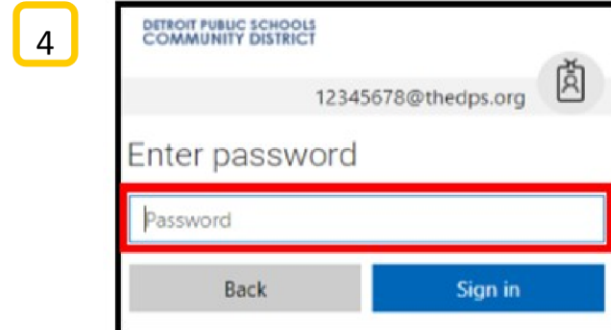 4
DETROIT PUBLIC SCHOOLS
COMMUNITY DISTRICT
12345678@thedps.org
Enter password
Password
Back
Sign in